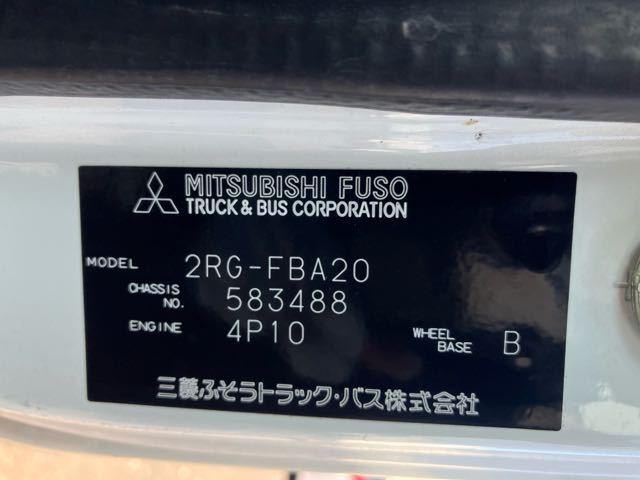 MITSUBISHI FUSO
TRUCK & BUS CORPORATION
MODEL 2RG-FBA20
CHASSIS NO. 583488
ENGINE 4P10 WHEEL BASE B
三菱ふそうトラック・バス株式会社